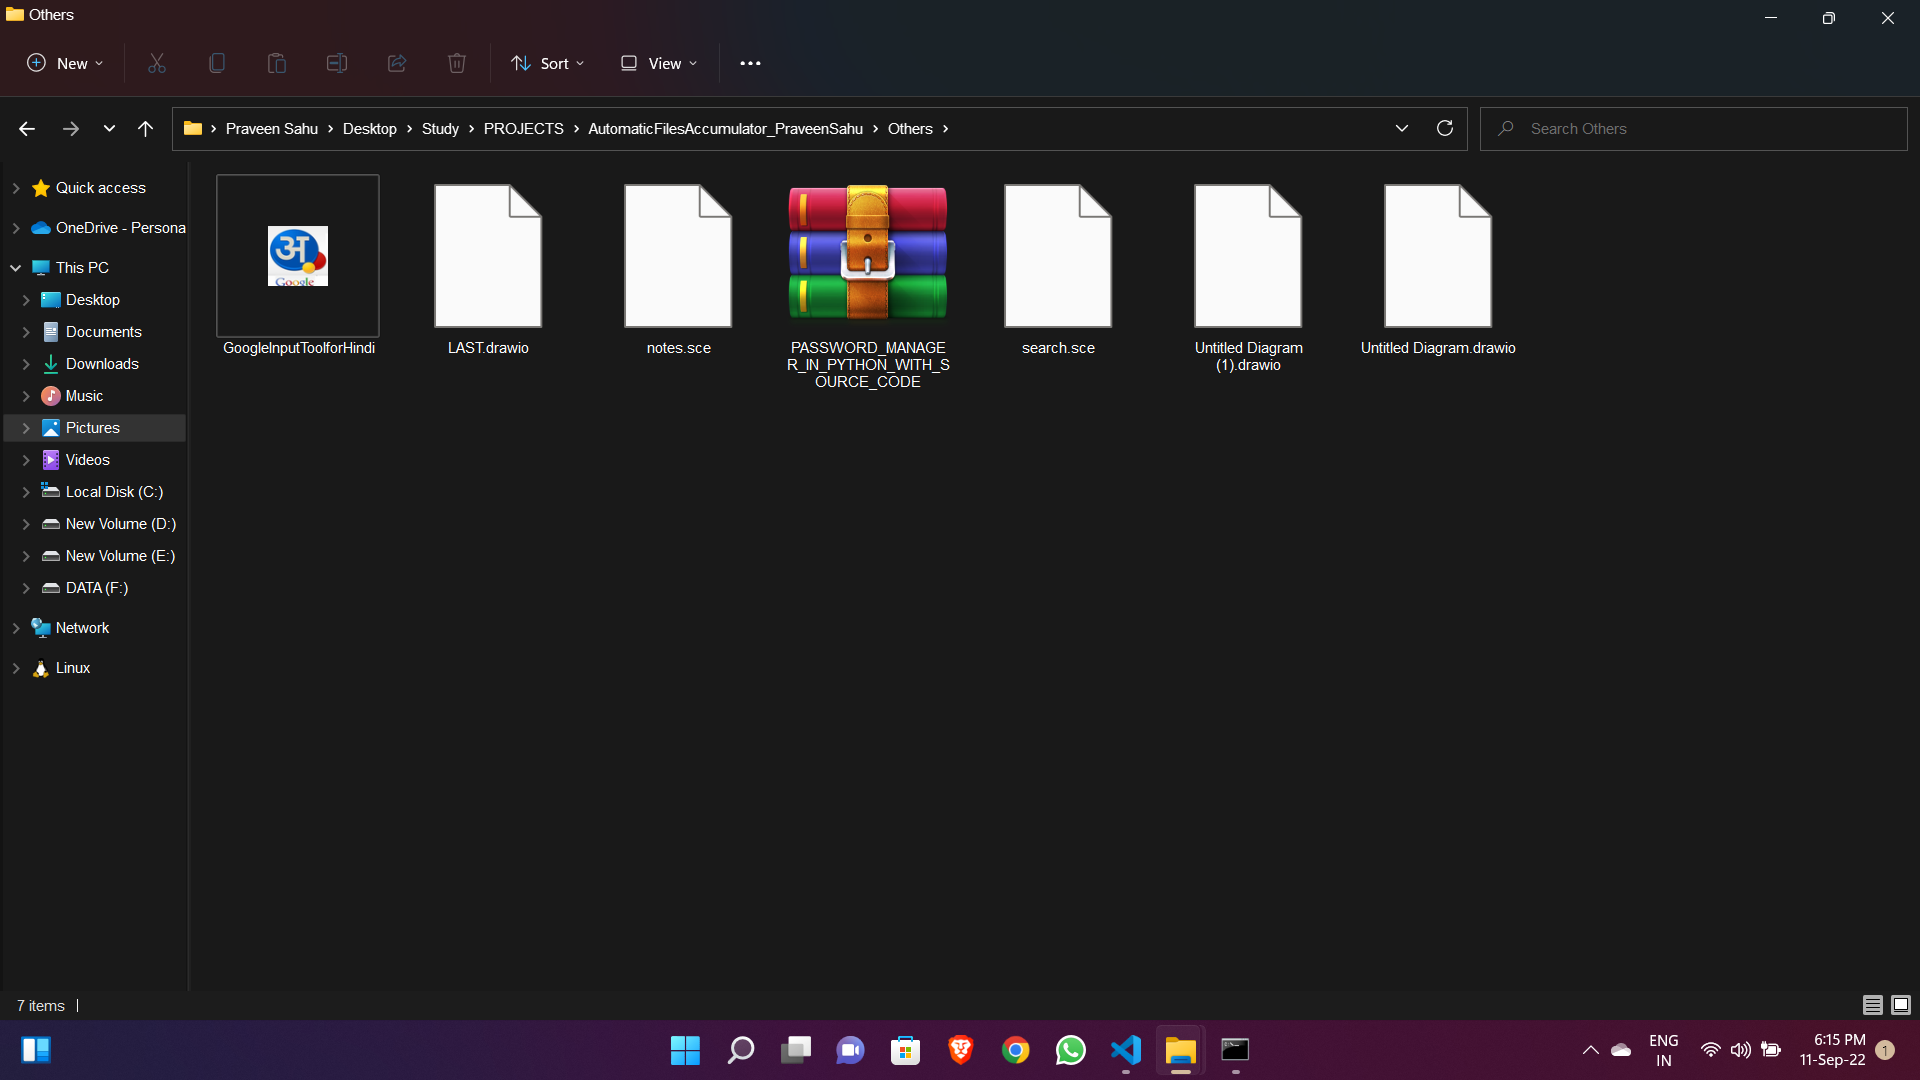 Others
New
Sort
View
Praveen Sahu
Desktop
Study
PROJECTS
AutomaticFilesAccumulator_PraveenSahu
Others
Search Others
Quick access
OneDrive - Persona
This PC
Desktop
Documents
Downloads
Music
Pictures
Videos
Local Disk (C:)
New Volume (D:)
New Volume (E:)
DATA (F:)
Network
Linux
अ
Google
GoogleInputToolforHindi
LAST.drawio
notes.sce
PASSWORD_MANAGE
R_IN_PYTHON_WITH_S
OURCE_CODE
search.sce
Untitled Diagram
(1).drawio
Untitled Diagram.drawio
7 items
ENG
IN
6:15 PM
11-Sep-22
1